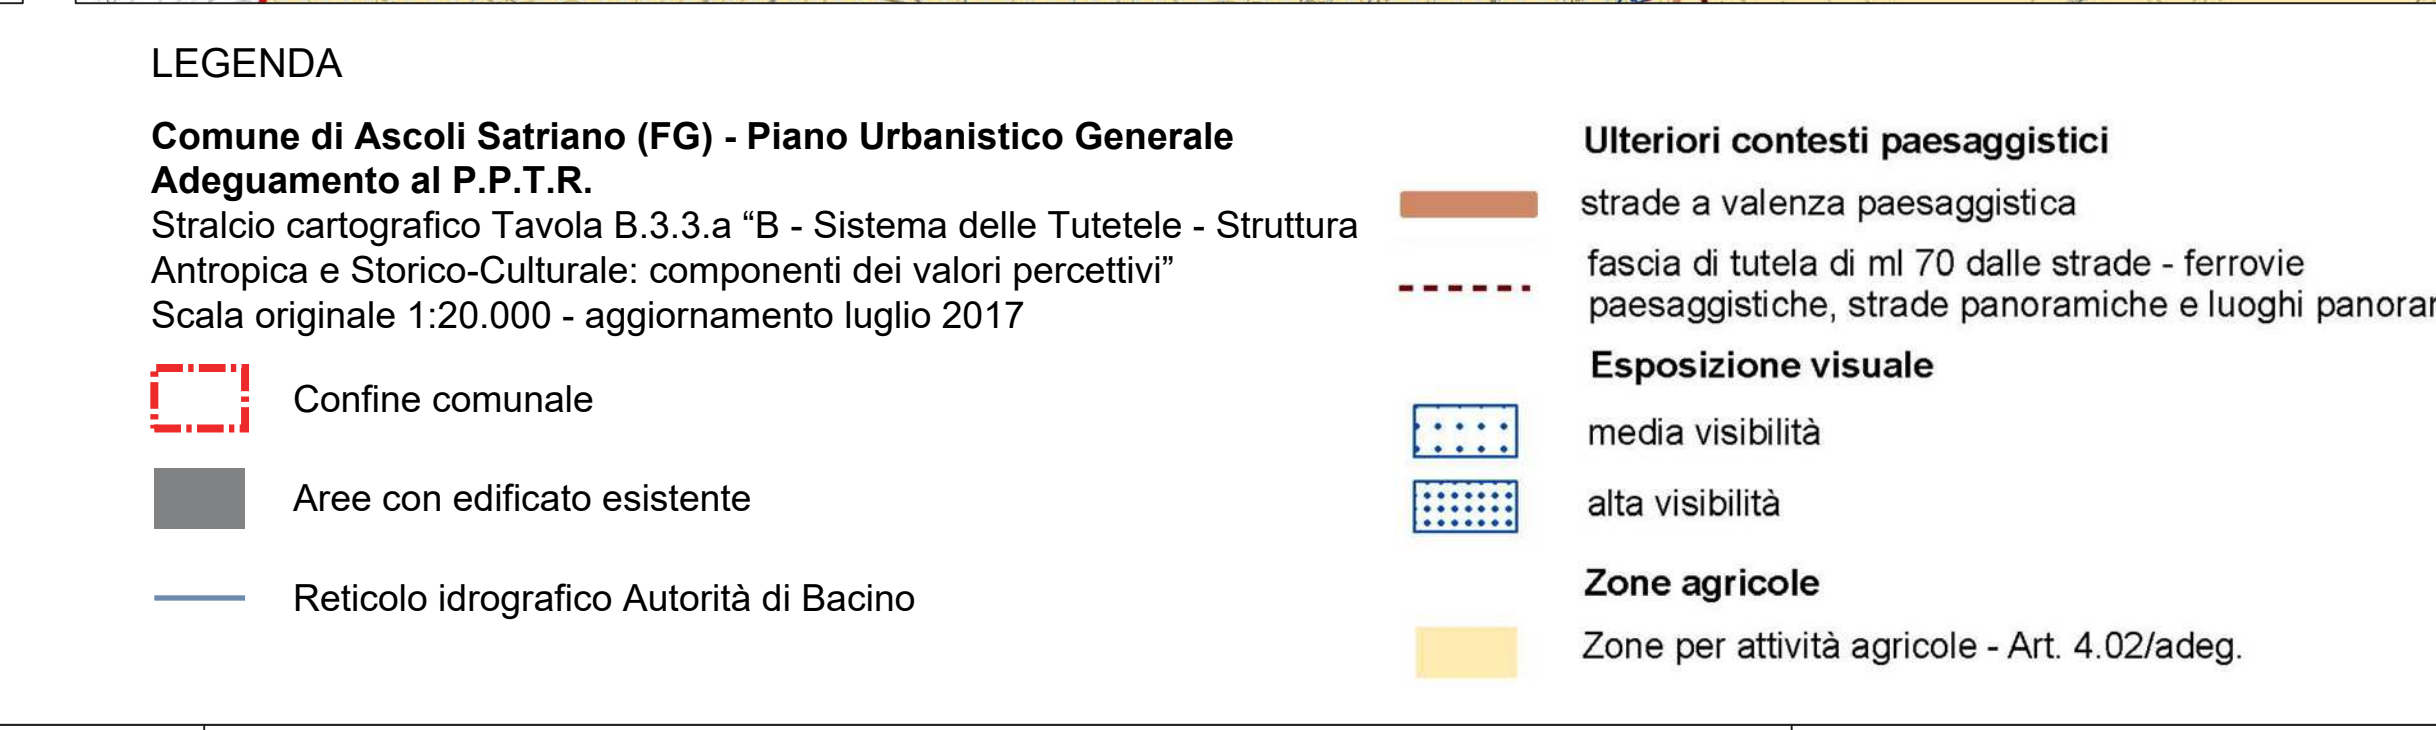 LEGENDA
Comune di Ascoli Satriano (FG) - Piano Urbanistico Generale
Adeguamento al P.P.T.R.
Stralcio cartografico Tavola B.3.3.a “B - Sistema delle Tutetele - Struttura
Antropica e Storico-Culturale: componenti dei valori percettivi”
Scala originale 1:20.000 - aggiornamento luglio 2017
Confine comunale
Aree con edificato esistente
Reticolo idrografico Autorità di Bacino
Ulteriori contesti paesaggistici
strade a valenza paesaggistica
fascia di tutela di ml 70 dalle strade - ferrovie
paesaggistiche, strade panoramiche e luoghi
Esposizione visuale
media visibilità
alta visibilità
Zone agricole
Zone per attività agricole - Art. 4.02/adeg.